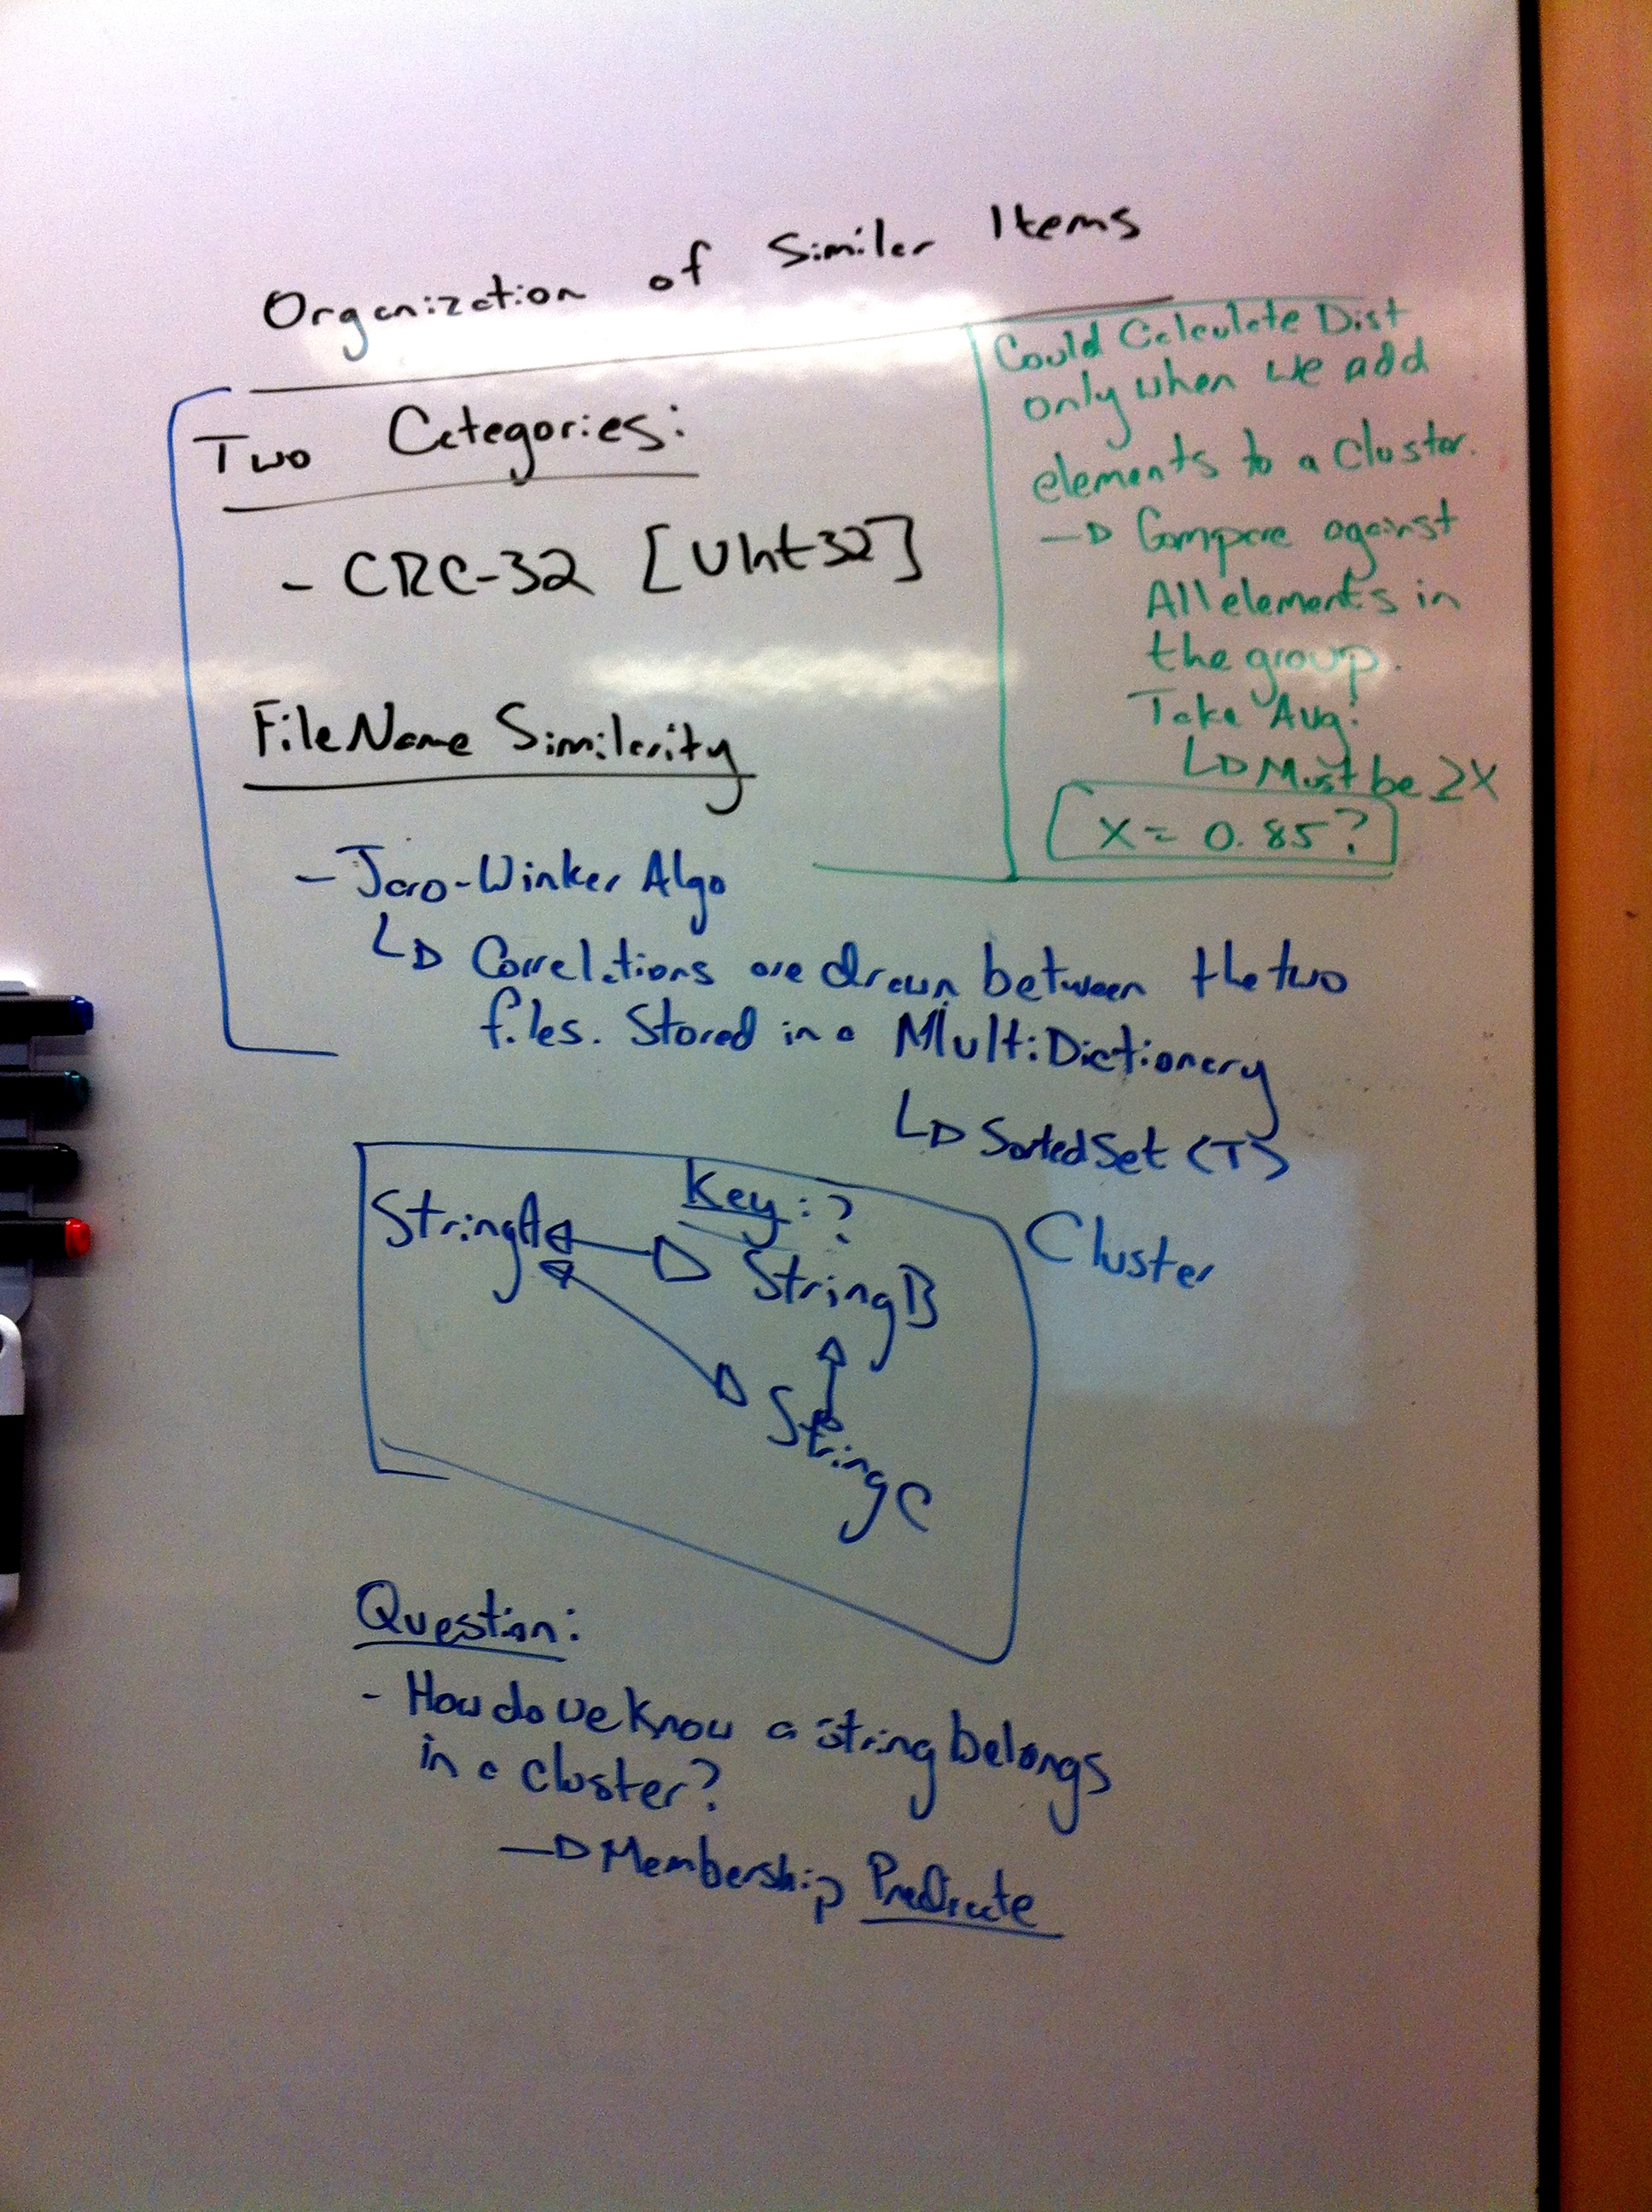 Organization of Similar Items
Two Categories:
- CRC-32 [UInt32]
FileName Similarity
- Jaro-Winker Algo
Correlations are drawn between the two
files. Stored in a MultiDictionary
SortedSet<T>
Could Calculate Dist
only when we add
elements to a cluster.
Compare against
All elements in
the group.
Take Avg!
Must be ≥X
X = 0.85?
Key: ?
StringA
StringB
StringC
Cluster
Question:
- How do we know a string belongs
in a cluster?
Membership Predicate